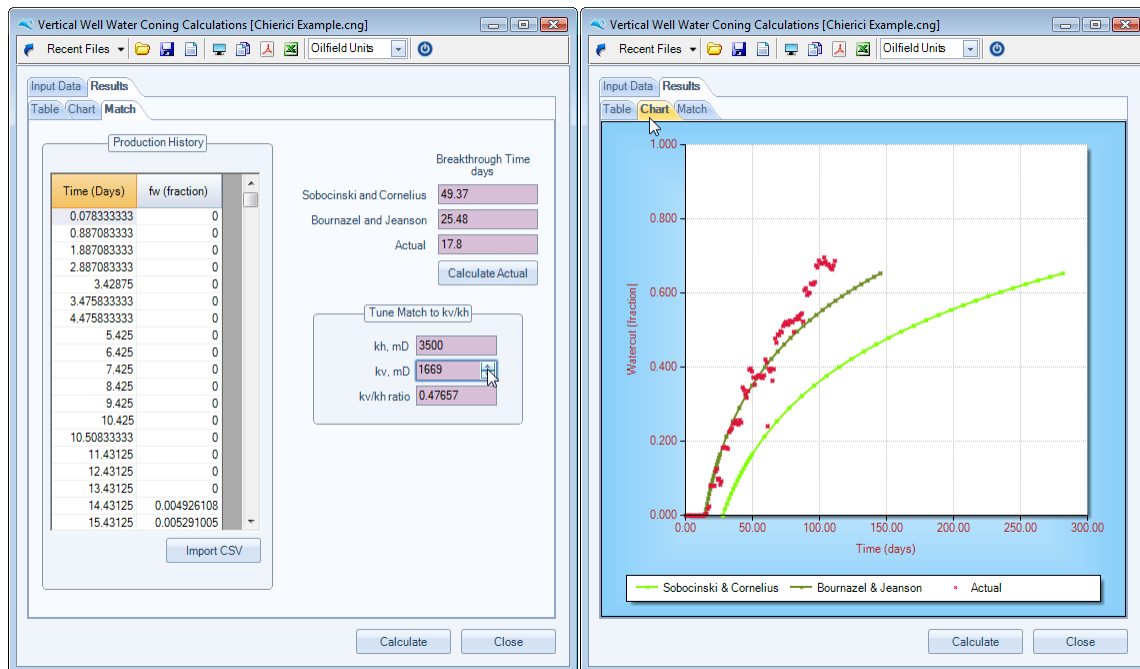 Vertical Well Water Coning Calculations [Chierici Example.cng]
Recent Files Oilfield Units
Input Data Results
Table Chart Match
Production History
Time (Days) fw (fraction)
0.078333333 0
0.887083333 0
1.887083333 0
2.887083333 0
3.42875 0
3.475833333 0
4.475833333 0
5.425 0
6.425 0
7.425 0
8.425 0
9.425 0
10.425 0
10.50833333 0
11.43125 0
12.43125 0
13.43125 0
14.43125 0.004926108
15.43125 0.005291005
Import CSV
Breakthrough Time
days
Sobocinski and Cornelius 49.37
Bournazel and Jeanson 25.48
Actual 17.8
Calculate Actual
Tune Match to kv/kh
kh, mD 3500
kv, mD 1669
kv/kh ratio 0.47657
Calculate Close
Vertical Well Water Coning Calculations [Chierici Example.cng]
Recent Files Oilfield Units
Input Data Results
Table Chart Match
Watercut [fraction]
1.000
0.800
0.600
0.400
0.200
0.000
0.00 50.00 100.00 150.00 200.00 250.00 300.00
Time (days)
Sobocinski & Cornelius Bournazel & Jeanson Actual
Calculate Close